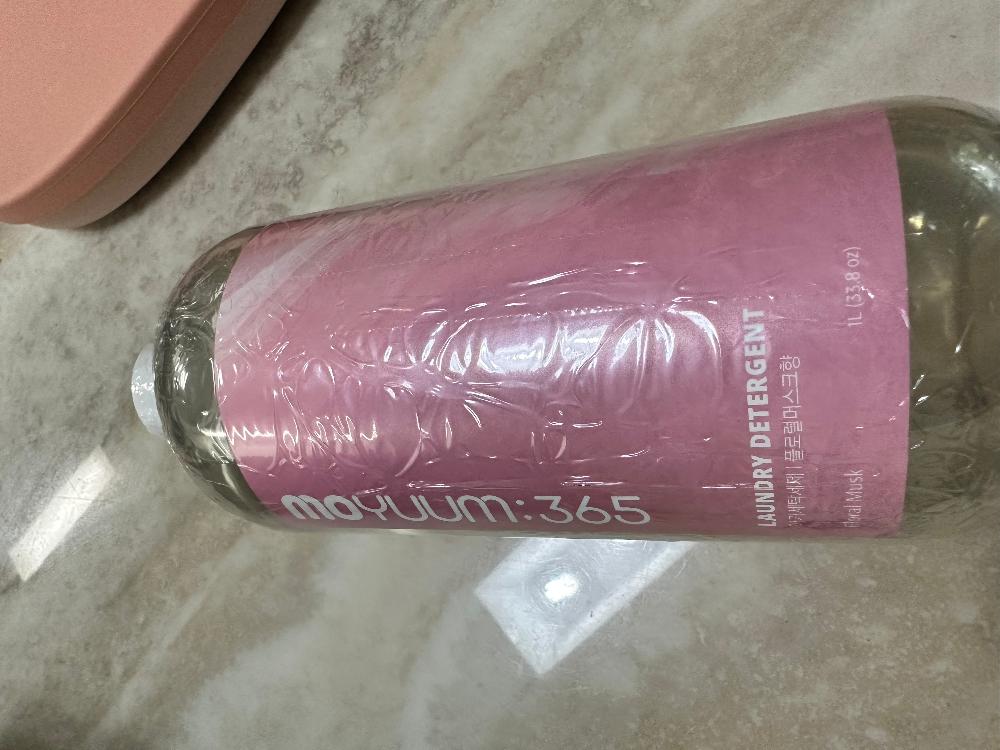 moYUUM:365
LAUNDRY DETERGENT
세탁세제 | 플로럴머스크향
Floral Musk
1L (33.8 oz)